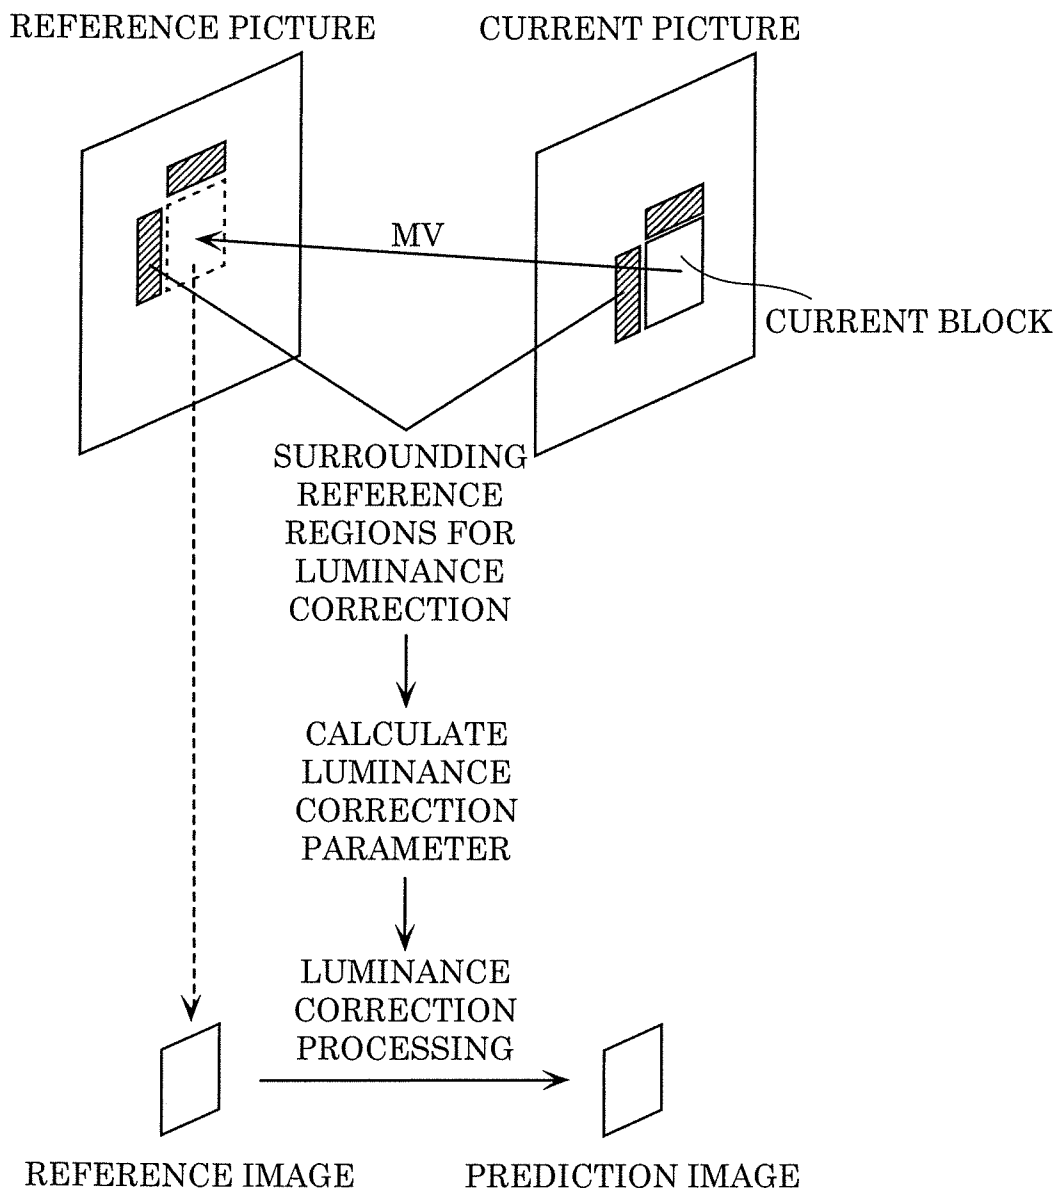 REFERENCE PICTURE
CURRENT PICTURE
MV
CURRENT BLOCK
SURROUNDING
REFERENCE
REGIONS FOR
LUMINANCE
CORRECTION
CALCULATE
LUMINANCE
CORRECTION
PARAMETER
LUMINANCE
CORRECTION
PROCESSING
REFERENCE IMAGE
PREDICTION IMAGE